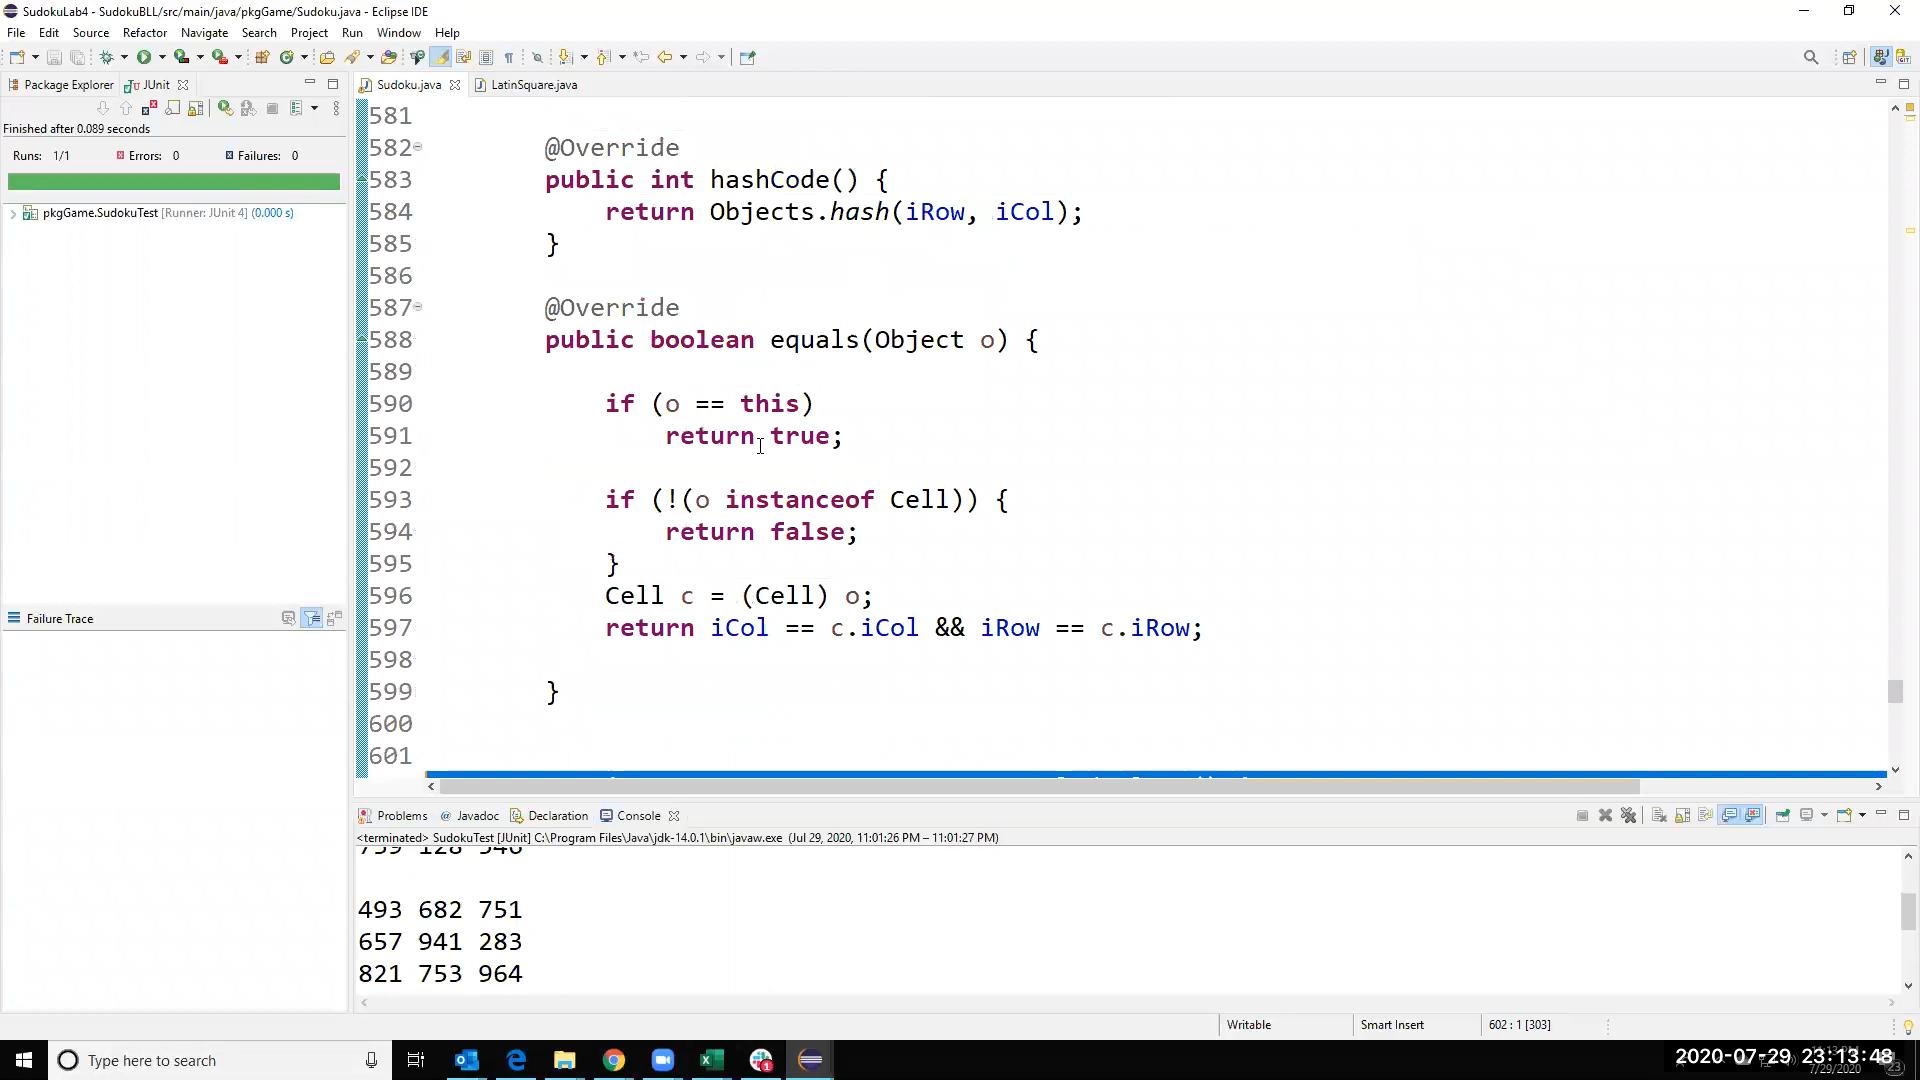 SudokuLab4 - SudokuBLL/src/main/java/pkgGame/Sudoku.java - Eclipse IDE
File Edit Source Refactor Navigate Search Project Run Window Help
Package Explorer JUnit
Sudoku.java LatinSquare.java
Finished after 0.089 seconds
Runs: 1/1 Errors: 0 Failures: 0
pkgGame.SudokuTest [Runner: JUnit 4] (0.000 s)
Failure Trace
581
582 @Override
583 public int hashCode() {
584 return Objects.hash(iRow, iCol);
585 }
586
587 @Override
588 public boolean equals(Object o) {
589
590 if (o == this)
591 return true;
592
593 if (!(o instanceof Cell)) {
594 return false;
595 }
596 Cell c = (Cell) o;
597 return iCol == c.iCol && iRow == c.iRow;
598
599 }
600
601
Problems @ Javadoc Declaration Console
<terminated> SudokuTest [JUnit] C:\Program Files\Java\jdk-14.0.1\bin\javaw.exe (Jul 29, 2020, 11:01:26 PM – 11:01:27 PM)
759 128 546
493 682 751
657 941 283
821 753 964
Writable Smart Insert 602 : 1 [303]
Type here to search
2020-07-29 23:13:48
7/29/2020
23